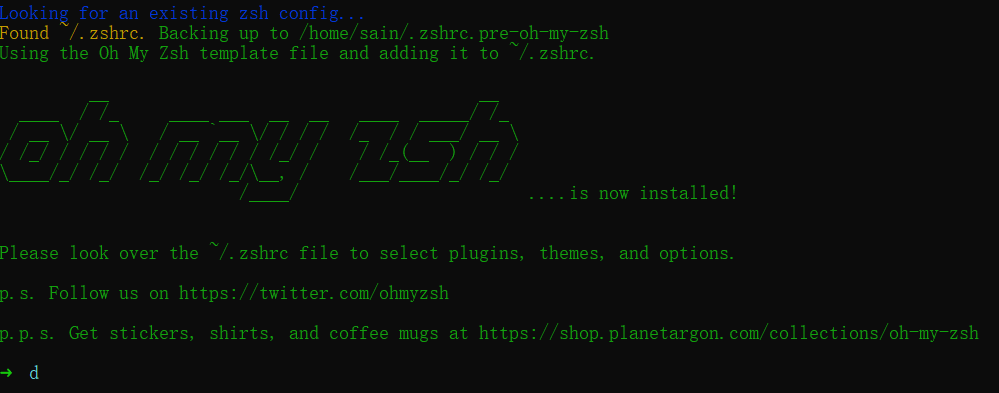 Looking for an existing zsh config...
Found ~/.zshrc. Backing up to /home/sain/.zshrc.pre-oh-my-zsh
Using the Oh My Zsh template file and adding it to ~/.zshrc.
oh my zsh
....is now installed!
Please look over the ~/.zshrc file to select plugins, themes, and options.
p.s. Follow us on https://twitter.com/ohmyzsh
p.p.s. Get stickers, shirts, and coffee mugs at https://shop.planetargon.com/collections/oh-my-zsh
➜ d